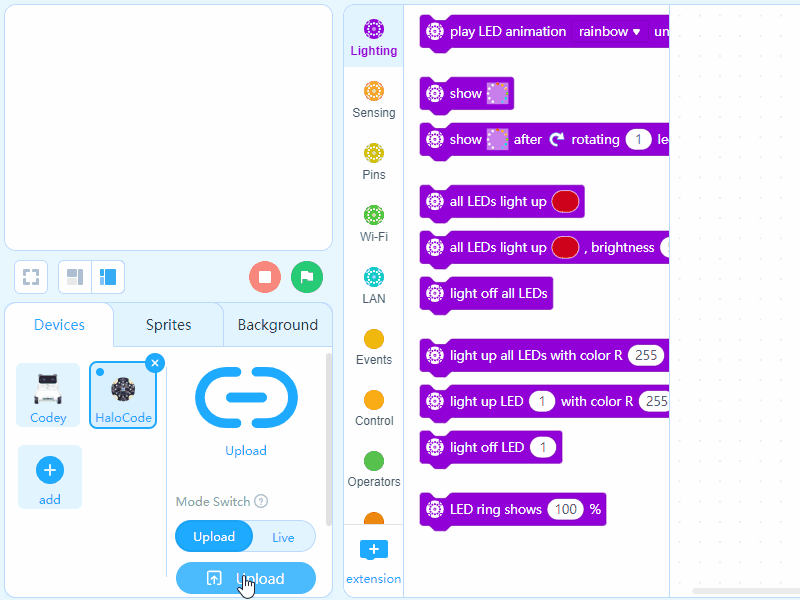 Lighting
Sensing
Pins
Wi-Fi
LAN
Events
Control
Operators
extension
play LED animation rainbow un
show
show after rotating 1 le
all LEDs light up
all LEDs light up , brightness
light off all LEDs
light up all LEDs with color R 255
light up LED 1 with color R 255
light off LED 1
LED ring shows 100 %
Devices
Sprites
Background
Codey
HaloCode
add
Upload
Mode Switch ?
Upload Live
Upload